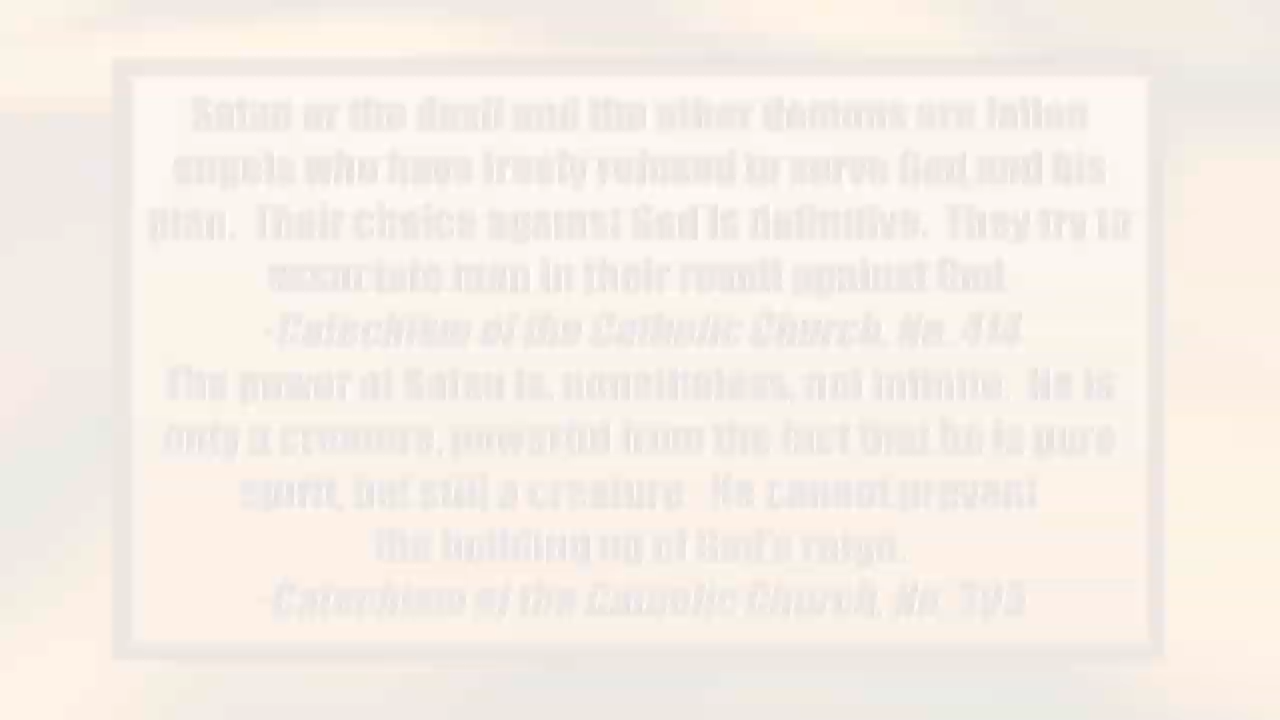 Satan or the devil and the other demons are fallen
angels who have freely refused to serve God and his
plan. Their choice against God is definitive. They try to
associate man in their revolt against God.
-Catechism of the Catholic Church, No. 414
The power of Satan is, nonetheless, not infinite. He is
only a creature, powerful from the fact that he is pure
spirit, but still a creature. He cannot prevent
the building up of God's reign.
Catechism of the Catholic Church, No. 395